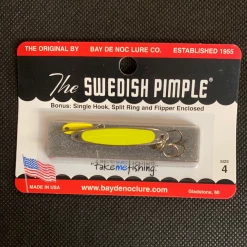 THE ORIGINAL BY
BAY DE NOC LURE CO.
ESTABLISHED 1955
The SWEDISH PIMPLE®
Bonus: Single Hook, Split Ring and Flipper Enclosed
takemefishing
SIZE
4
MADE IN USA
www.baydenoclure.com
Gladstone, MI